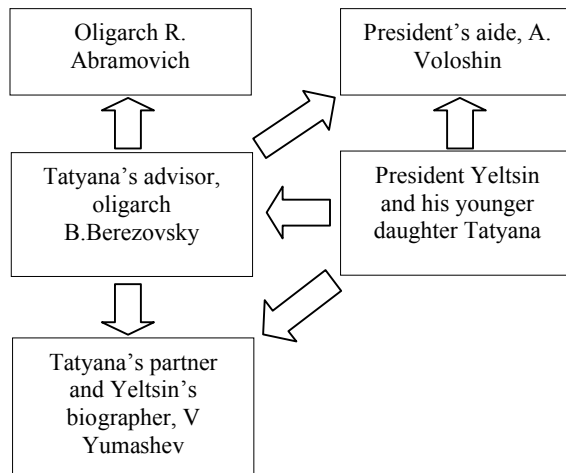 Oligarch R.
Abramovich
President’s aide, A.
Voloshin
Tatyana’s advisor,
oligarch
B.Berezovsky
President Yeltsin
and his younger
daughter Tatyana
Tatyana’s partner
and Yeltsin’s
biographer, V
Yumashev